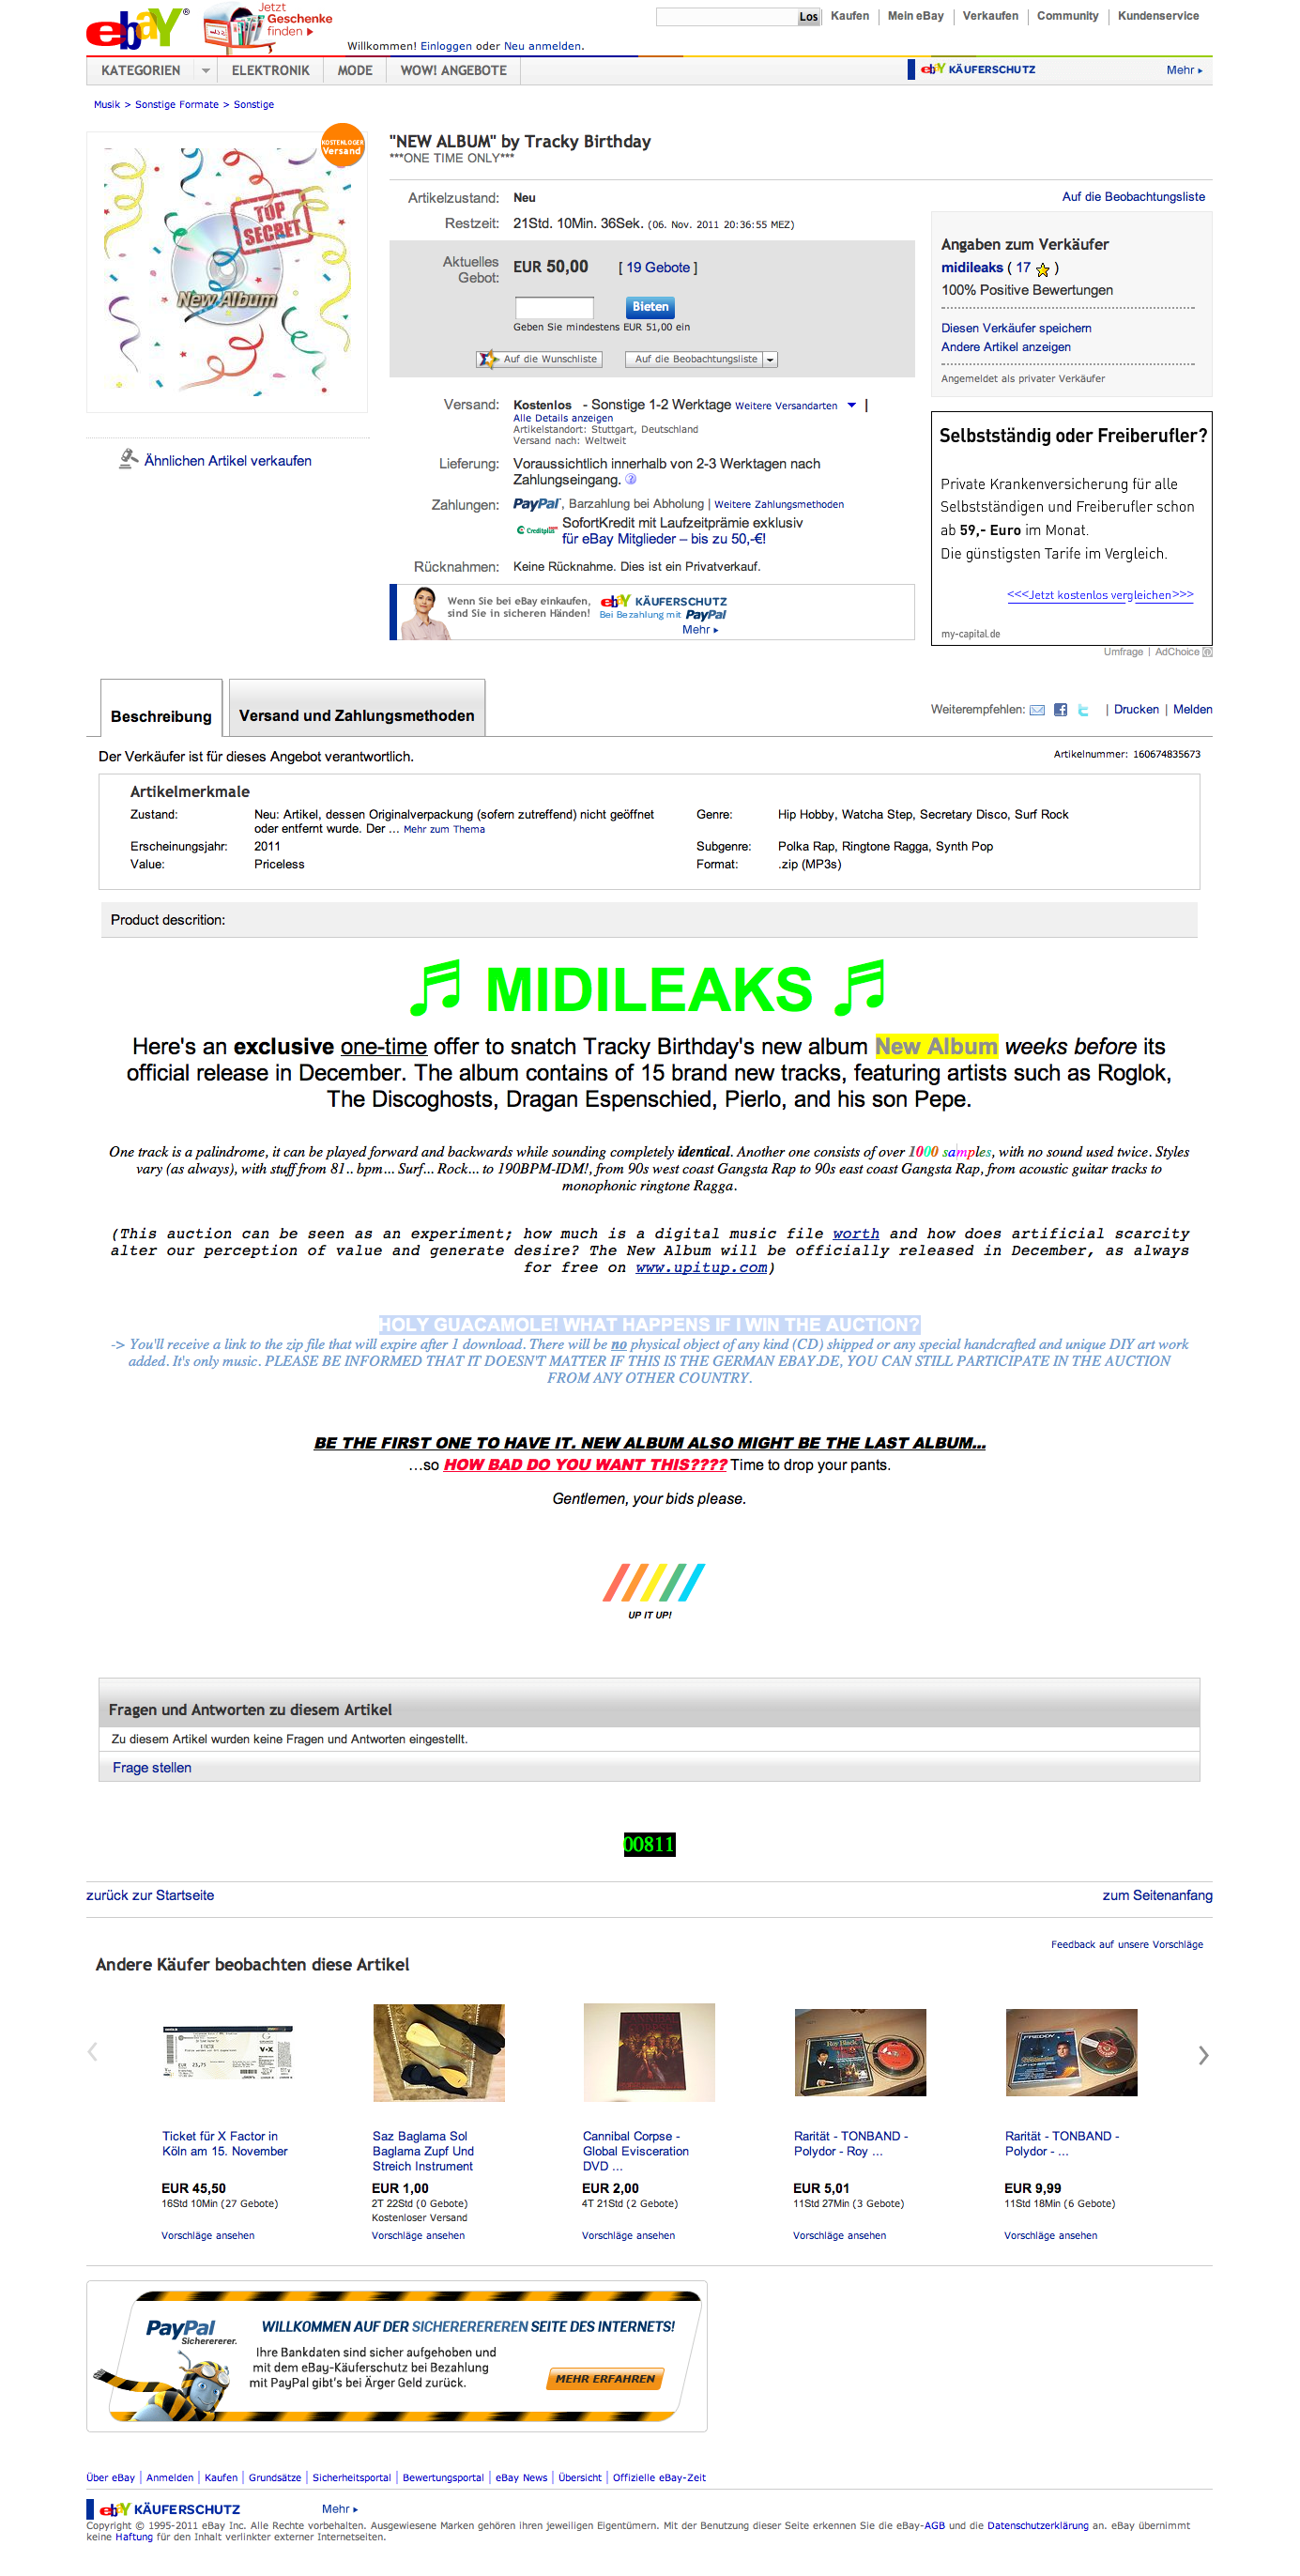 ebaY®
Jetzt
Geschenke
finden
Willkommen! Einloggen oder Neu anmelden.
Los
Kaufen | Mein eBay | Verkaufen | Community | Kundenservice
KATEGORIEN
ELEKTRONIK
MODE
WOW! ANGEBOTE
ebaY KÄUFERSCHUTZ
Mehr
Musik > Sonstige Formate > Sonstige
KOSTENLOSER
Versand
TOP
SECRET
New Album
Ähnlichen Artikel verkaufen
"NEW ALBUM" by Tracky Birthday
***ONE TIME ONLY***
Artikelzustand: Neu
Restzeit: 21Std. 10Min. 36Sek. (06. Nov. 2011 20:36:55 MEZ)
Aktuelles
Gebot:
EUR 50,00 [ 19 Gebote ]
Bieten
Geben Sie mindestens EUR 51,00 ein
Auf die Wunschliste
Auf die Beobachtungsliste
Versand: Kostenlos - Sonstige 1-2 Werktage Weitere Versandarten |
Alle Details anzeigen
Artikelstandort: Stuttgart, Deutschland
Versand nach: Weltweit
Lieferung: Voraussichtlich innerhalb von 2-3 Werktagen nach
Zahlungseingang. ?
Zahlungen: PayPal, Barzahlung bei Abholung | Weitere Zahlungsmethoden
Creditplus SofortKredit mit Laufzeitprämie exklusiv
für eBay Mitglieder – bis zu 50,-€!
Rücknahmen: Keine Rücknahme. Dies ist ein Privatverkauf.
Wenn Sie bei eBay einkaufen,
sind Sie in sicheren Händen!
ebaY KÄUFERSCHUTZ
Bei Bezahlung mit PayPal
Mehr
Auf die Beobachtungsliste
Angaben zum Verkäufer
midileaks ( 17 )
100% Positive Bewertungen
Diesen Verkäufer speichern
Andere Artikel anzeigen
Angemeldet als privater Verkäufer
Selbstständig oder Freiberufler?
Private Krankenversicherung für alle
Selbstständigen und Freiberufler schon
ab 59,- Euro im Monat.
Die günstigsten Tarife im Vergleich.
<<<Jetzt kostenlos vergleichen>>>
my-capital.de
Umfrage | AdChoice
Beschreibung
Versand und Zahlungsmethoden
Weiterempfehlen: | Drucken | Melden
Der Verkäufer ist für dieses Angebot verantwortlich.
Artikelnummer: 160674835673
Artikelmerkmale
Zustand: Neu: Artikel, dessen Originalverpackung (sofern zutreffend) nicht geöffnet
oder entfernt wurde. Der ... Mehr zum Thema
Genre: Hip Hobby, Watcha Step, Secretary Disco, Surf Rock
Erscheinungsjahr: 2011
Subgenre: Polka Rap, Ringtone Ragga, Synth Pop
Value: Priceless
Format: .zip (MP3s)
Product descrition:
♫ MIDILEAKS ♫
Here's an exclusive one-time offer to snatch Tracky Birthday's new album New Album weeks before its
official release in December. The album contains of 15 brand new tracks, featuring artists such as Roglok,
The Discoghosts, Dragan Espenschied, Pierlo, and his son Pepe.
One track is a palindrome, it can be played forward and backwards while sounding completely identical. Another one consists of over 1000 samples, with no sound used twice. Styles
vary (as always), with stuff from 81.. bpm... Surf... Rock... to 190BPM-IDM!, from 90s west coast Gangsta Rap to 90s east coast Gangsta Rap, from acoustic guitar tracks to
monophonic ringtone Ragga.
(This auction can be seen as an experiment; how much is a digital music file worth and how does artificial scarcity
alter our perception of value and generate desire? The New Album will be officially released in December, as always
for free on www.upitup.com)
HOLY GUACAMOLE! WHAT HAPPENS IF I WIN THE AUCTION?
-> You'll receive a link to the zip file that will expire after 1 download. There will be no physical object of any kind (CD) shipped or any special handcrafted and unique DIY art work
added. It's only music. PLEASE BE INFORMED THAT IT DOESN'T MATTER IF THIS IS THE GERMAN EBAY.DE, YOU CAN STILL PARTICIPATE IN THE AUCTION
FROM ANY OTHER COUNTRY.
BE THE FIRST ONE TO HAVE IT. NEW ALBUM ALSO MIGHT BE THE LAST ALBUM...
...so HOW BAD DO YOU WANT THIS???? Time to drop your pants.
Gentlemen, your bids please.
UP IT UP!
Fragen und Antworten zu diesem Artikel
Zu diesem Artikel wurden keine Fragen und Antworten eingestellt.
Frage stellen
00811
zurück zur Startseite
zum Seitenanfang
Feedback auf unsere Vorschläge
Andere Käufer beobachten diese Artikel
Ticket für X Factor in
Köln am 15. November
EUR 45,50
16Std 10Min (27 Gebote)
Vorschläge ansehen
Saz Baglama Sol
Baglama Zupf Und
Streich Instrument
EUR 1,00
2T 22Std (0 Gebote)
Kostenloser Versand
Vorschläge ansehen
Cannibal Corpse -
Global Evisceration
DVD ...
EUR 2,00
4T 21Std (2 Gebote)
Vorschläge ansehen
Roy Black
Rarität - TONBAND -
Polydor - Roy ...
EUR 5,01
11Std 27Min (3 Gebote)
Vorschläge ansehen
FREDDY
Rarität - TONBAND -
Polydor - ...
EUR 9,99
11Std 18Min (6 Gebote)
Vorschläge ansehen
PayPal
Sicherererer.
WILLKOMMEN AUF DER SICHERERERREN SEITE DES INTERNETS!
Ihre Bankdaten sind sicher aufgehoben und
mit dem eBay-Käuferschutz bei Bezahlung
mit PayPal gibt's bei Ärger Geld zurück.
MEHR ERFAHREN
Über eBay | Anmelden | Kaufen | Grundsätze | Sicherheitsportal | Bewertungsportal | eBay News | Übersicht | Offizielle eBay-Zeit
ebaY KÄUFERSCHUTZ
Mehr
Copyright © 1995-2011 eBay Inc. Alle Rechte vorbehalten. Ausgewiesene Marken gehören ihren jeweiligen Eigentümern. Mit der Benutzung dieser Seite erkennen Sie die eBay-AGB und die Datenschutzerklärung an. eBay übernimmt
keine Haftung für den Inhalt verlinkter externer Internetseiten.